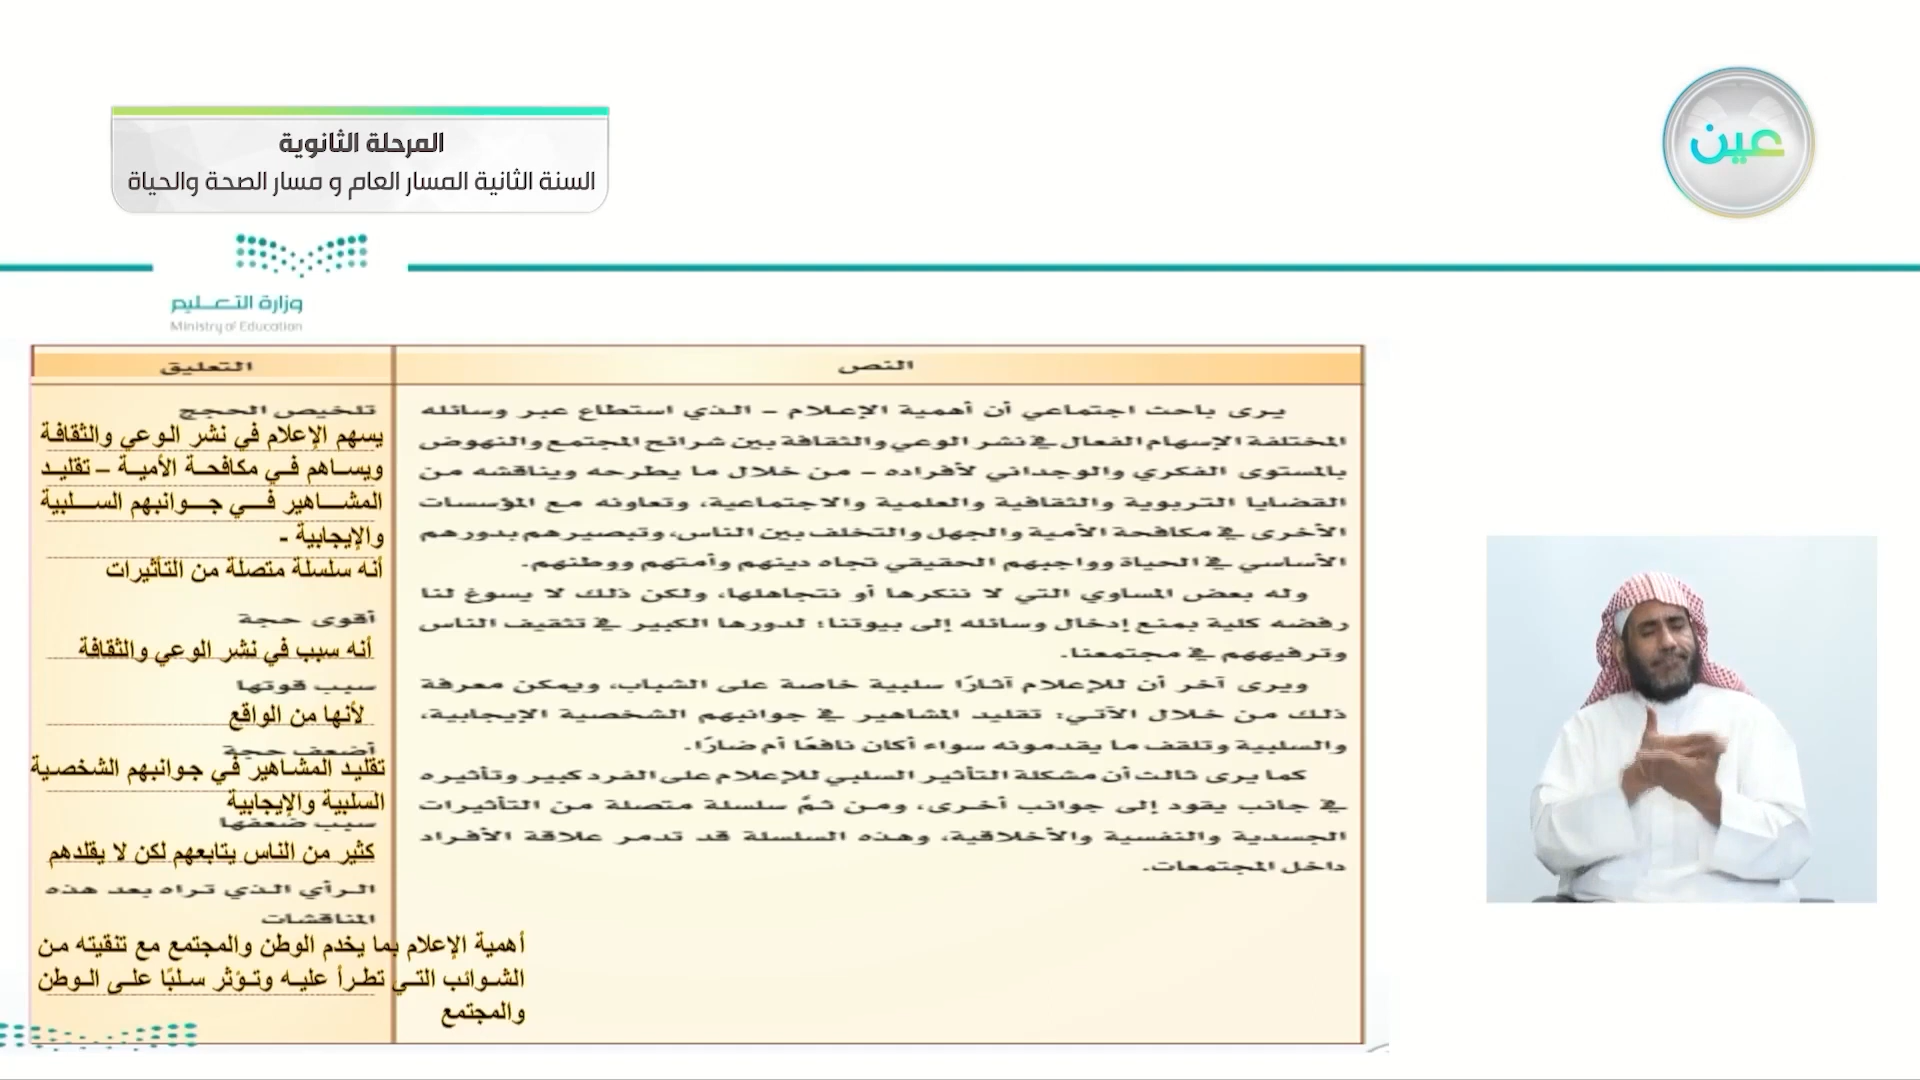 المرحلة الثانوية
السنة الثانية المسار العام و مسار الصحة والحياة
عين
وزارة التعليم
Ministry of Education
النص
يرى باحث اجتماعي أن أهمية الإعلام – الذي استطاع عبر وسائله
المختلفة الإسهام الفعال في نشر الوعي والثقافة بين شرائح المجتمع والنهوض
بالمستوى الفكري والوجداني لأفراده – من خلال ما يطرحه ويناقشه من
القضايا التربوية والثقافية والعلمية والاجتماعية، وتعاونه مع المؤسسات
الأخرى في مكافحة الأمية والجهل والتخلف بين الناس، وتبصيرهم بدورهم
الأساسي في الحياة وواجبهم الحقيقي تجاه دينهم وأمتهم ووطنهم.
وله بعض المساوي التي لا ننكرها أو نتجاهلها، ولكن ذلك لا يسوغ لنا
رفضه كلية بمنع إدخال وسائله إلى بيوتنا؛ لدورها الكبير في تثقيف الناس
وترفيههم في مجتمعنا.
ويرى آخر أن للإعلام آثارًا سلبية خاصة على الشباب، ويمكن معرفة
ذلك من خلال الآتي: تقليد المشاهير في جوانبهم الشخصية الإيجابية،
والسلبية وتلقف ما يقدمونه سواء أكان نافعًا أم ضارًا.
كما يرى ثالث أن مشكلة التأثير السلبي للإعلام على الفرد كبير وتأثيره
في جانب يقود إلى جوانب أخرى، ومن ثمَّ سلسلة متصلة من التأثيرات
الجسدية والنفسية والأخلاقية، وهذه السلسلة قد تدمر علاقة الأفراد
داخل المجتمعات.
التعليق
تلخيص الحجج
يسهم الإعلام في نشر الوعي والثقافة
ويساهم في مكافحة الأمية – تقليد
المشاهير في جوانبهم السلبية
والإيجابية -
أنه سلسلة متصلة من التأثيرات
أقوى حجة
أنه سبب في نشر الوعي والثقافة
سبب قوتها
لأنها من الواقع
أضعف حجة
تقليد المشاهير في جوانبهم الشخصية
السلبية والإيجابية
سبب ضعفها
كثير من الناس يتابعهم لكن لا يقلدهم
الرأي الذي تراه بعد هذه
المناقشات
أهمية الإعلام بما يخدم الوطن والمجتمع مع تنقيته من
الشوائب التي تطرأ عليه وتؤثر سلبًا على الوطن
والمجتمع